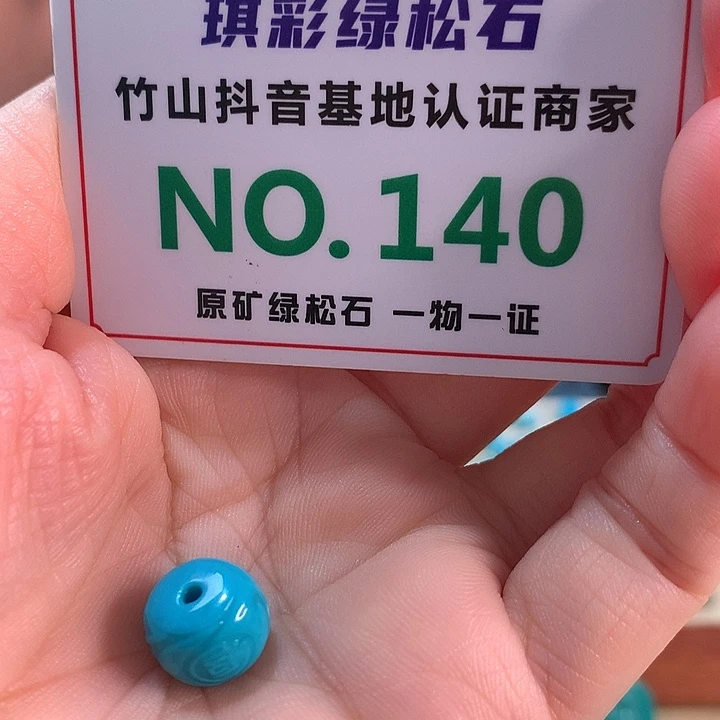 琪彩绿松石
竹山抖音基地认证商家
NO.140
原矿绿松石 一物一证